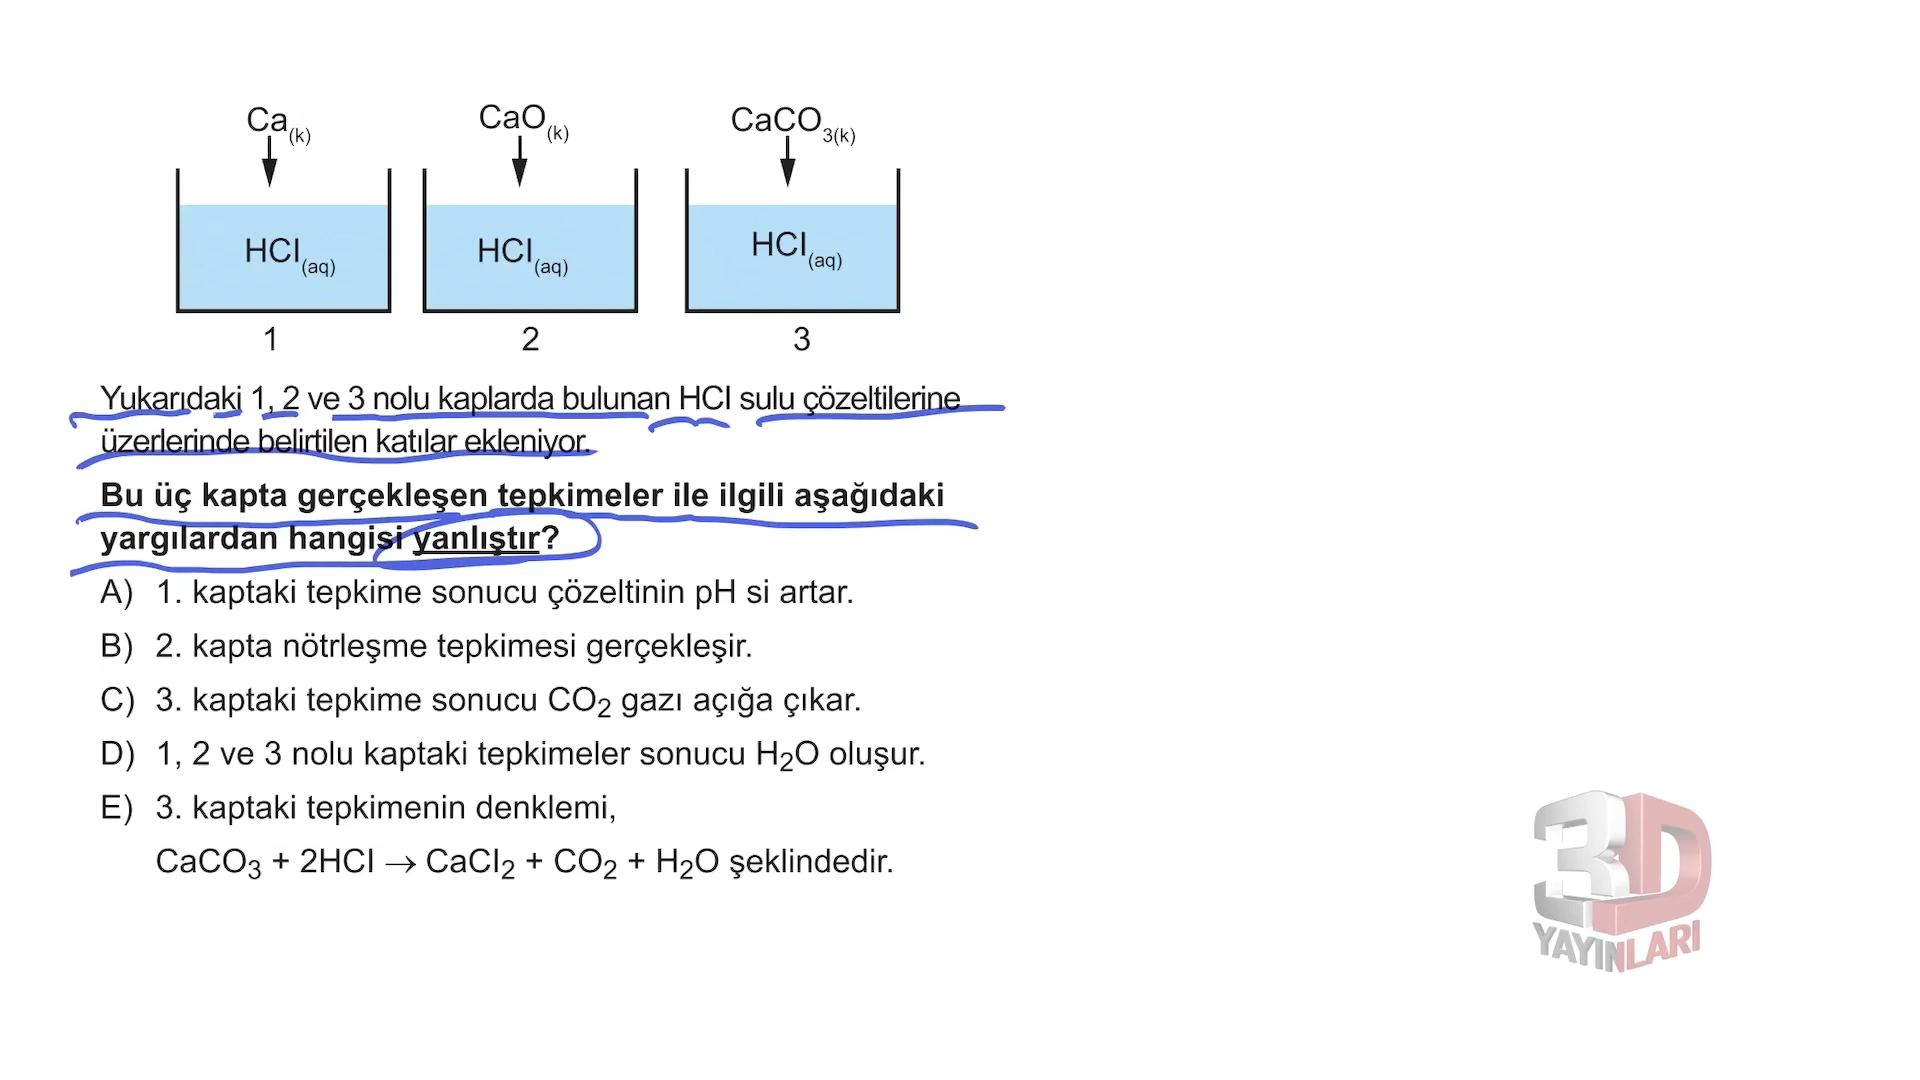 Ca(k) CaO(k) CaCO3(k)
HCl(aq) HCl(aq) HCl(aq)
1 2 3
Yukarıdaki 1, 2 ve 3 nolu kaplarda bulunan HCl sulu çözeltilerine
üzerlerinde belirtilen katılar ekleniyor.
Bu üç kapta gerçekleşen tepkimeler ile ilgili aşağıdaki
yargılardan hangisi yanlıştır?
A) 1. kaptaki tepkime sonucu çözeltinin pH si artar.
B) 2. kapta nötrleşme tepkimesi gerçekleşir.
C) 3. kaptaki tepkime sonucu CO2 gazı açığa çıkar.
D) 1, 2 ve 3 nolu kaptaki tepkimeler sonucu H2O oluşur.
E) 3. kaptaki tepkimenin denklemi,
CaCO3 + 2HCl → CaCl2 + CO2 + H2O şeklindedir.
3D
YAYINLARI